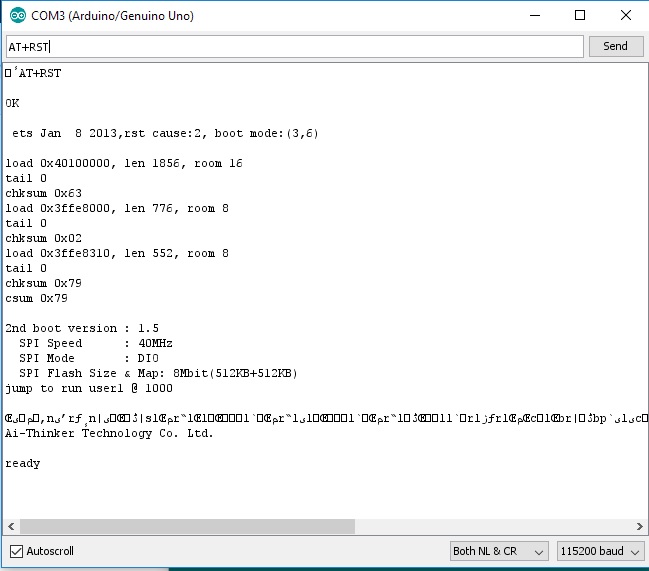 COM3 (Arduino/Genuino Uno)
AT+RST
Send
AT+RST
OK
ets Jan  8 2013,rst cause:2, boot mode:(3,6)
load 0x40100000, len 1856, room 16
tail 0
chksum 0x63
load 0x3ffe8000, len 776, room 8
tail 0
chksum 0x02
load 0x3ffe8310, len 552, room 8
tail 0
chksum 0x79
csum 0x79
2nd boot version : 1.5
SPI Speed      : 40MHz
SPI Mode       : DIO
SPI Flash Size & Map: 8Mbit(512KB+512KB)
jump to run user1 @ 1000
Ai-Thinker Technology Co. Ltd.
ready
Autoscroll
Both NL & CR
115200 baud